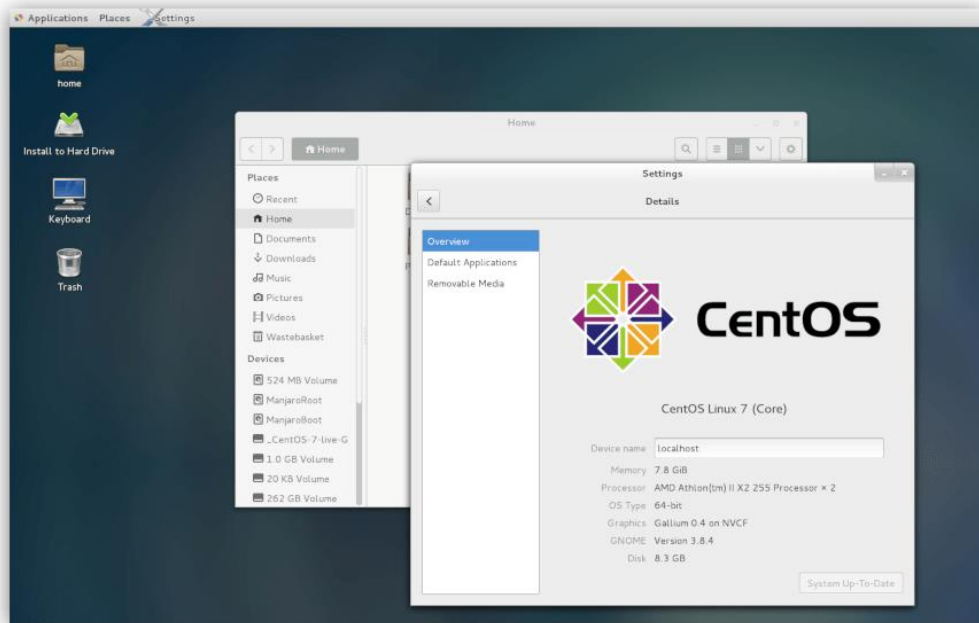 Applications Places Settings
home
Install to Hard Drive
Keyboard
Trash
Home
Home
Places
Recent
Home
Documents
Downloads
Music
Pictures
Videos
Wastebasket
Devices
524 MB Volume
ManjaroRoot
ManjaroBoot
_CentOS-7-live-G
1.0 GB Volume
20 KB Volume
262 GB Volume
Settings
Details
Overview
Default Applications
Removable Media
CentOS
CentOS Linux 7 (Core)
Device name localhost
Memory 7.8 GiB
Processor AMD Athlon(tm) II X2 255 Processor × 2
OS Type 64-bit
Graphics Gallium 0.4 on NVCF
GNOME Version 3.8.4
Disk 8.3 GB
System Up-To-Date